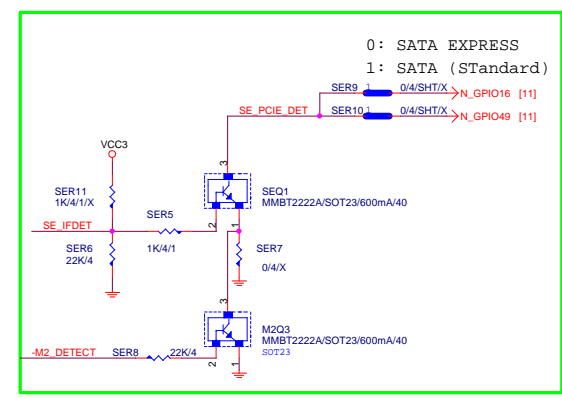 0: SATA EXPRESS
1: SATA (STandard)
SER9 1 0/4/SHT/X N_GPIO16 [11]
SE_PCIE_DET SER10 1 0/4/SHT/X N_GPIO49 [11]
VCC3
3
SER11
1K/4/1/X
SEQ1
MMBT2222A/SOT23/600mA/40
SER5
SE_IFDET
2 1
SER6
22K/4
1K/4/1
SER7
0/4/X
3
M2Q3
MMBT2222A/SOT23/600mA/40
SOT23
-M2_DETECT SER8 22K/4
2 1